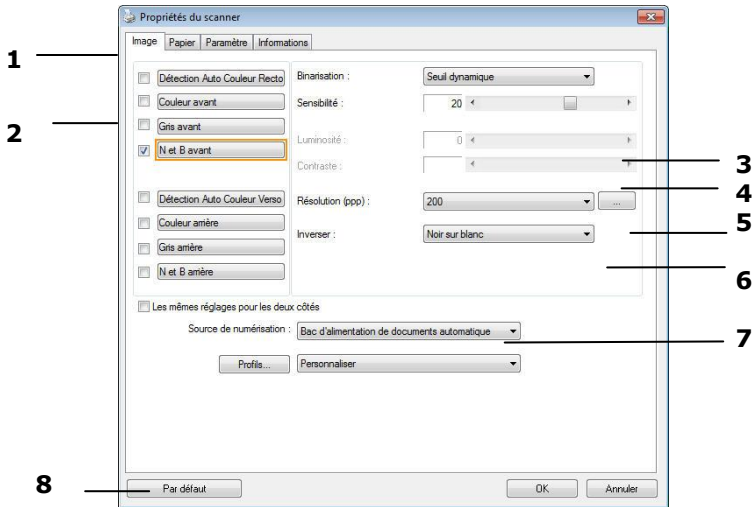 Propriétés du scanner
Image Papier Paramètre Informations
1
Détection Auto Couleur Recto Binarisation : Seuil dynamique
Couleur avant Sensibilité : 20
2
Gris avant
N et B avant Luminosité : 0
3
Contraste :
4
Détection Auto Couleur Verso Résolution (ppp) : 200 ...
5
Couleur arrière Inverser : Noir sur blanc
Gris arrière
6
N et B arrière
Les mêmes réglages pour les deux côtés
Source de numérisation : Bac d'alimentation de documents automatique
7
Profils... Personnaliser
8
Par défaut OK Annuler